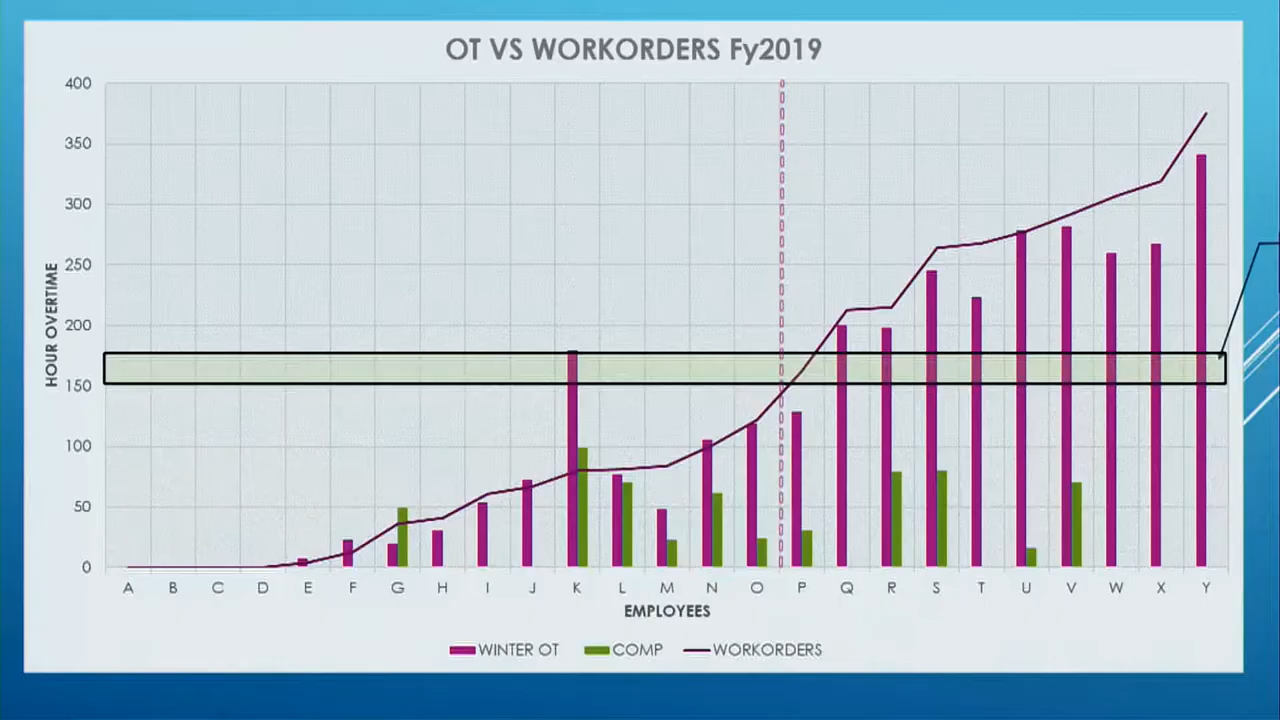 OT VS WORKORDERS Fy2019
400
350
300
250
200
150
100
50
0
HOUR OVERTIME
A B C D E F G H I J K L M N O P Q R S T U V W X Y
EMPLOYEES
WINTER OT COMP WORKORDERS